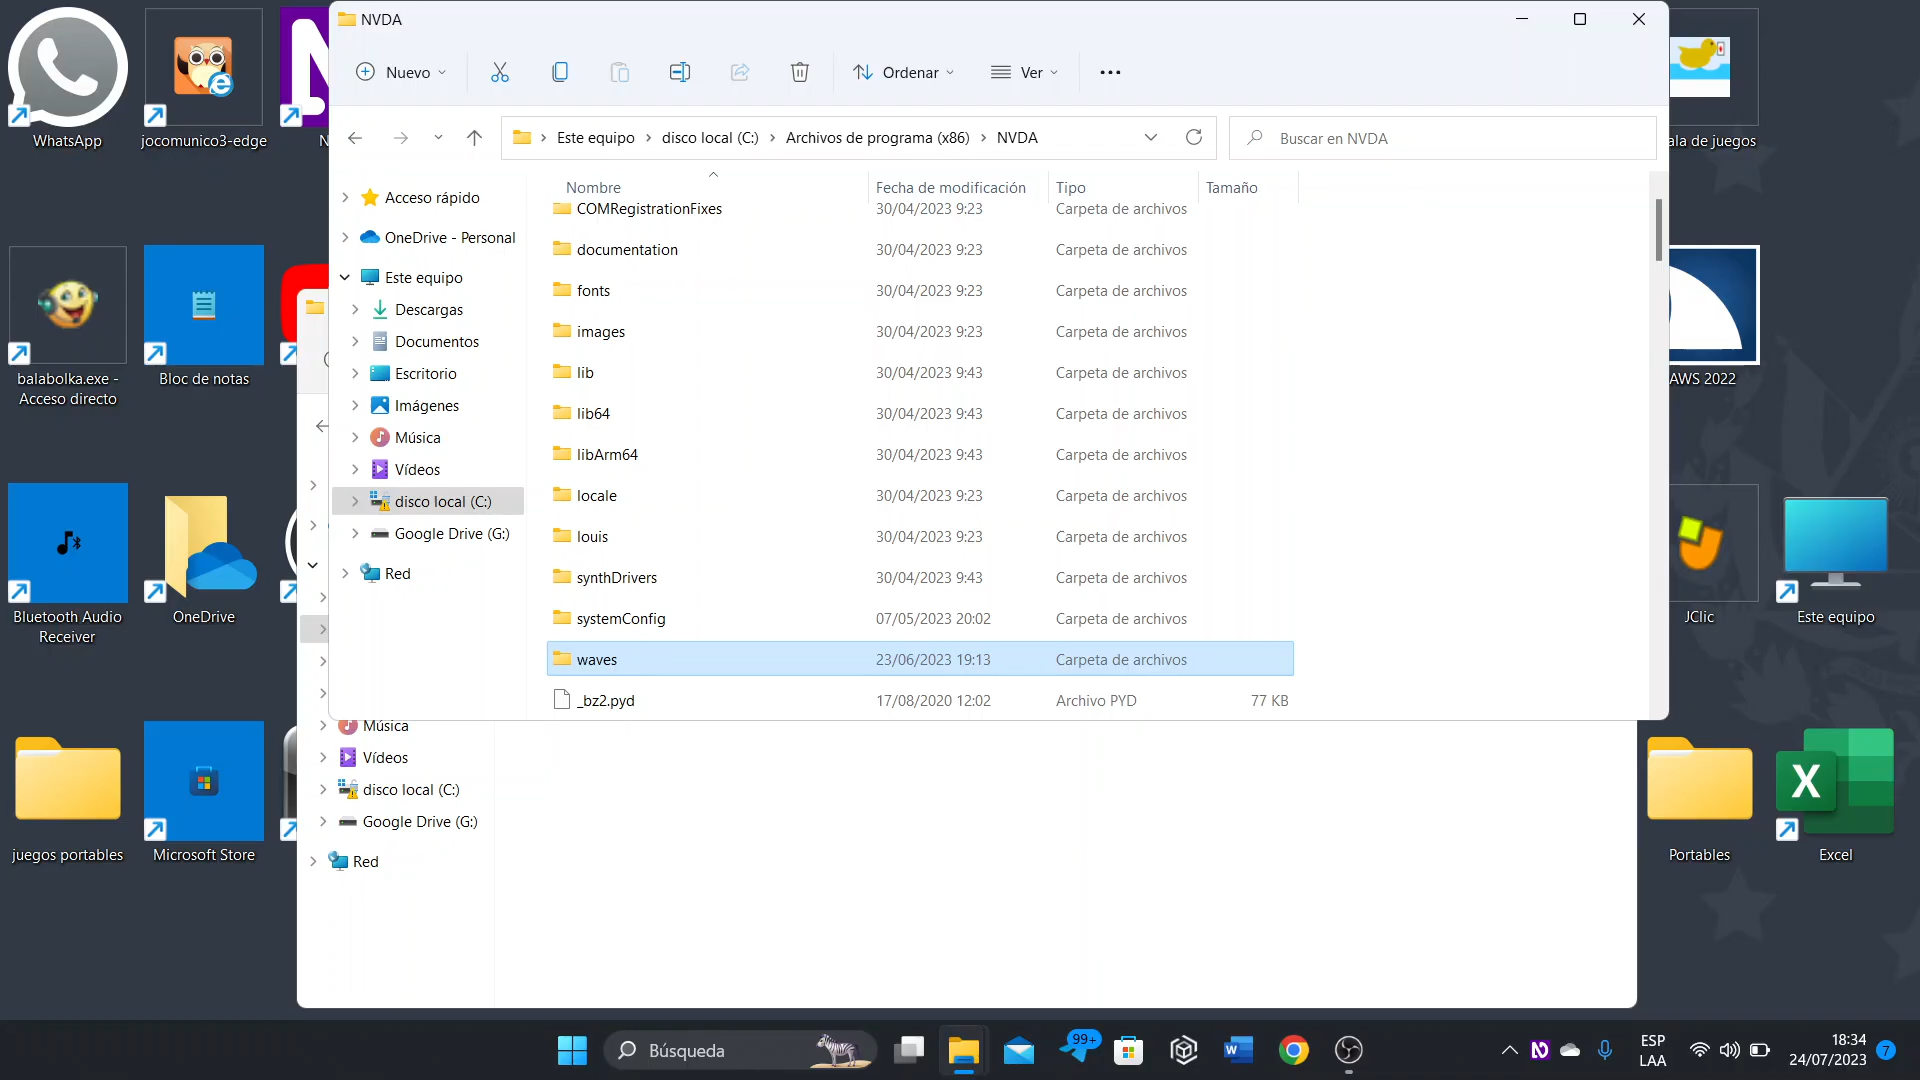 NVDA
Nuevo
Ordenar
Ver
Este equipo
disco local (C:)
Archivos de programa (x86)
NVDA
Buscar en NVDA
Nombre
Fecha de modificación
Tipo
Tamaño
COMRegistrationFixes 30/04/2023 9:23 Carpeta de archivos
documentation 30/04/2023 9:23 Carpeta de archivos
fonts 30/04/2023 9:23 Carpeta de archivos
images 30/04/2023 9:23 Carpeta de archivos
lib 30/04/2023 9:43 Carpeta de archivos
lib64 30/04/2023 9:43 Carpeta de archivos
libArm64 30/04/2023 9:43 Carpeta de archivos
locale 30/04/2023 9:23 Carpeta de archivos
louis 30/04/2023 9:23 Carpeta de archivos
synthDrivers 30/04/2023 9:43 Carpeta de archivos
systemConfig 07/05/2023 20:02 Carpeta de archivos
waves 23/06/2023 19:13 Carpeta de archivos
_bz2.pyd 17/08/2020 12:02 Archivo PYD 77 KB
Acceso rápido
OneDrive - Personal
Este equipo
Descargas
Documentos
Escritorio
Imágenes
Música
Vídeos
disco local (C:)
Google Drive (G:)
Red
Música
Vídeos
disco local (C:)
Google Drive (G:)
Red
WhatsApp
jocomunico3-edge
N
ala de juegos
balabolka.exe -
Acceso directo
Bloc de notas
AWS 2022
Bluetooth Audio
Receiver
OneDrive
JClic
Este equipo
juegos portables
Microsoft Store
Portables
X
Excel
Búsqueda
99+
W
ESP
LAA
18:34
24/07/2023
7